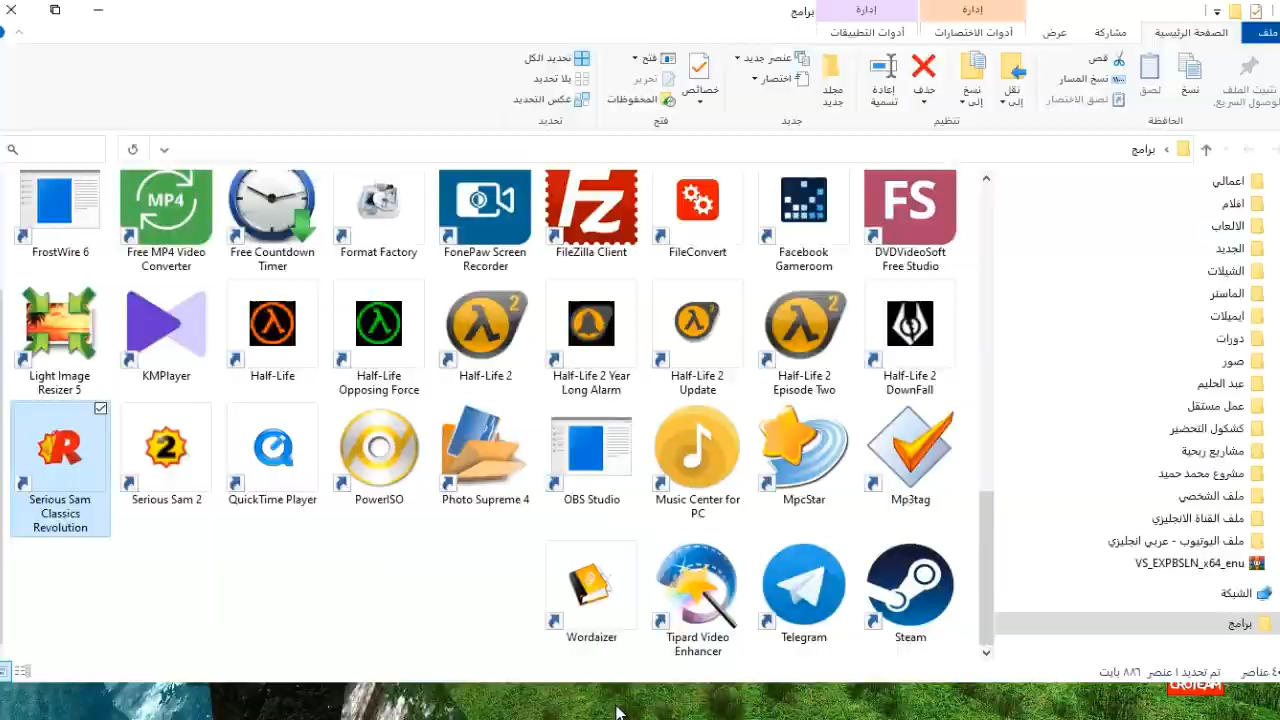 برامج
إدارة
إدارة
ملف
الصفحة الرئيسية
مشاركة
عرض
أدوات الاختصارات
أدوات التطبيقات
تثبيت الملف
نسخ
لصق
قص
نسخ المسار
لصق الاختصار
الحافظة
نقل
إلى
نسخ
إلى
حذف
إعادة
تسمية
تنظيم
مجلد
جديد
عنصر جديد
اختصار
جديد
خصائص
فتح
تحرير
المحفوظات
فتح
تحديد الكل
بلا تحديد
عكس التحديد
تحديد
برامج
اعمالي
افلام
الالعاب
الجديد
الشيلات
الماستر
ايميلات
دورات
صور
عبد الحليم
عمل مستقل
كشكول التحضير
مشاريع ربحية
مشروع محمد حميد
ملف الشخصي
ملف القناة الانجليزي
ملف اليوتيوب - عربي انجليزي
VS_EXPBSLN_x64_enu
الشبكة
برامج
MP4
FS
FrostWire 6
Free MP4 Video
Converter
Free Countdown
Timer
Format Factory
FonePaw Screen
Recorder
FileZilla Client
FileConvert
Facebook
Gameroom
DVDVideoSoft
Free Studio
Light Image
Resizer 5
KMPlayer
Half-Life
Half-Life
Opposing Force
Half-Life 2
Half-Life 2 Year
Long Alarm
Half-Life 2
Update
Half-Life 2
Episode Two
Half-Life 2
DownFall
Serious Sam
Classics
Revolution
Serious Sam 2
QuickTime Player
PowerISO
Photo Supreme 4
OBS Studio
Music Center for
PC
MpcStar
Mp3tag
Wordaizer
Tipard Video
Enhancer
Telegram
Steam
عناصر
تم تحديد ١ عنصر ٨٨٦ بايت
CROTEAM